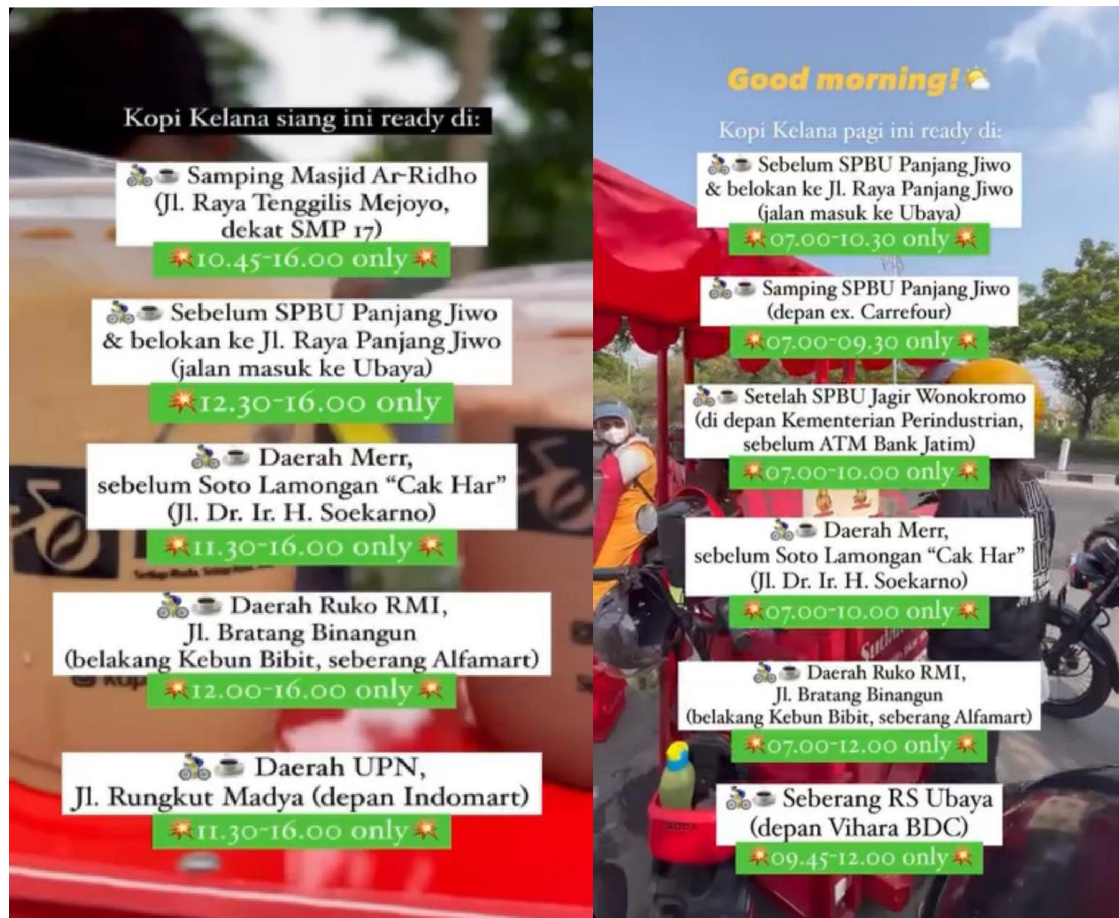 Kopi Kelana siang ini ready di:
Samping Masjid Ar-Ridho
(Jl. Raya Tenggilis Mejoyo,
dekat SMP 17)
10.45-16.00 only
Sebelum SPBU Panjang Jiwo
& belokan ke Jl. Raya Panjang Jiwo
(jalan masuk ke Ubaya)
12.30-16.00 only
Daerah Merr,
sebelum Soto Lamongan “Cak Har”
(Jl. Dr. Ir. H. Soekarno)
11.30-16.00 only
Daerah Ruko RMI,
Jl. Bratang Binangun
(belakang Kebun Bibit, seberang Alfamart)
12.00-16.00 only
Daerah UPN,
Jl. Rungkut Madya (depan Indomart)
11.30-16.00 only
Good morning!
Kopi Kelana pagi ini ready di:
Sebelum SPBU Panjang Jiwo
& belokan ke Jl. Raya Panjang Jiwo
(jalan masuk ke Ubaya)
07.00-10.30 only
Samping SPBU Panjang Jiwo
(depan ex. Carrefour)
07.00-09.30 only
Setelah SPBU Jagir Wonokromo
(di depan Kementerian Perindustrian,
sebelum ATM Bank Jatim)
07.00-10.00 only
Daerah Merr,
sebelum Soto Lamongan “Cak Har”
(Jl. Dr. Ir. H. Soekarno)
07.00-10.00 only
Daerah Ruko RMI,
Jl. Bratang Binangun
(belakang Kebun Bibit, seberang Alfamart)
07.00-12.00 only
Seberang RS Ubaya
(depan Vihara BDC)
09.45-12.00 only